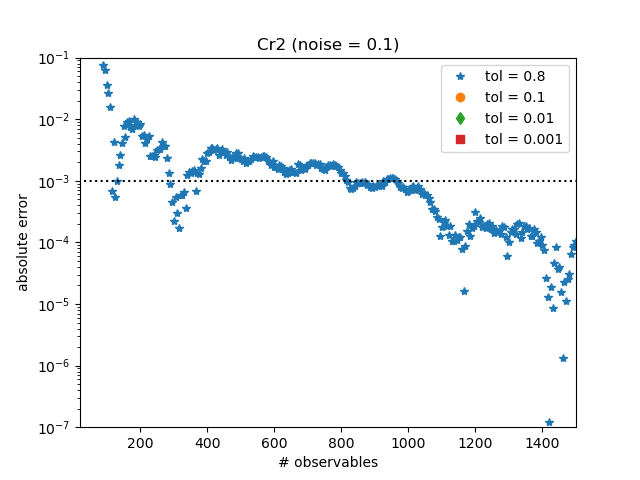 Cr2 (noise = 0.1)
tol = 0.8
tol = 0.1
tol = 0.01
tol = 0.001
absolute error
10⁻¹
10⁻²
10⁻³
10⁻⁴
10⁻⁵
10⁻⁶
10⁻⁷
200 400 600 800 1000 1200 1400
# observables